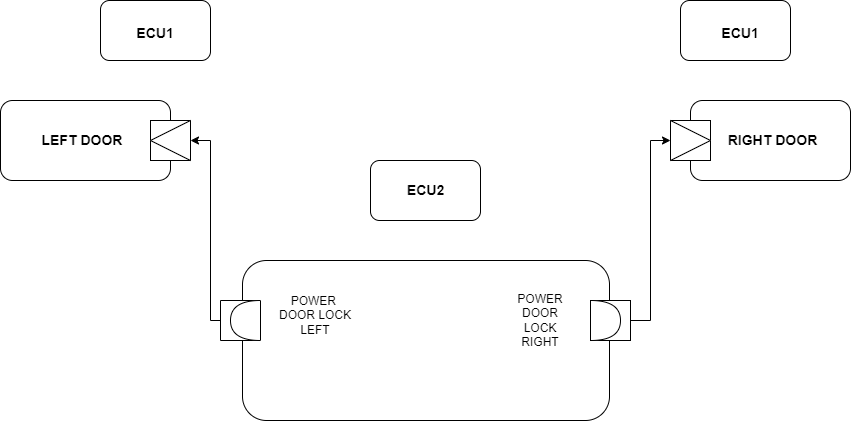 ECU1
ECU1
LEFT DOOR
RIGHT DOOR
ECU2
POWER
DOOR LOCK
LEFT
POWER
DOOR
LOCK
RIGHT